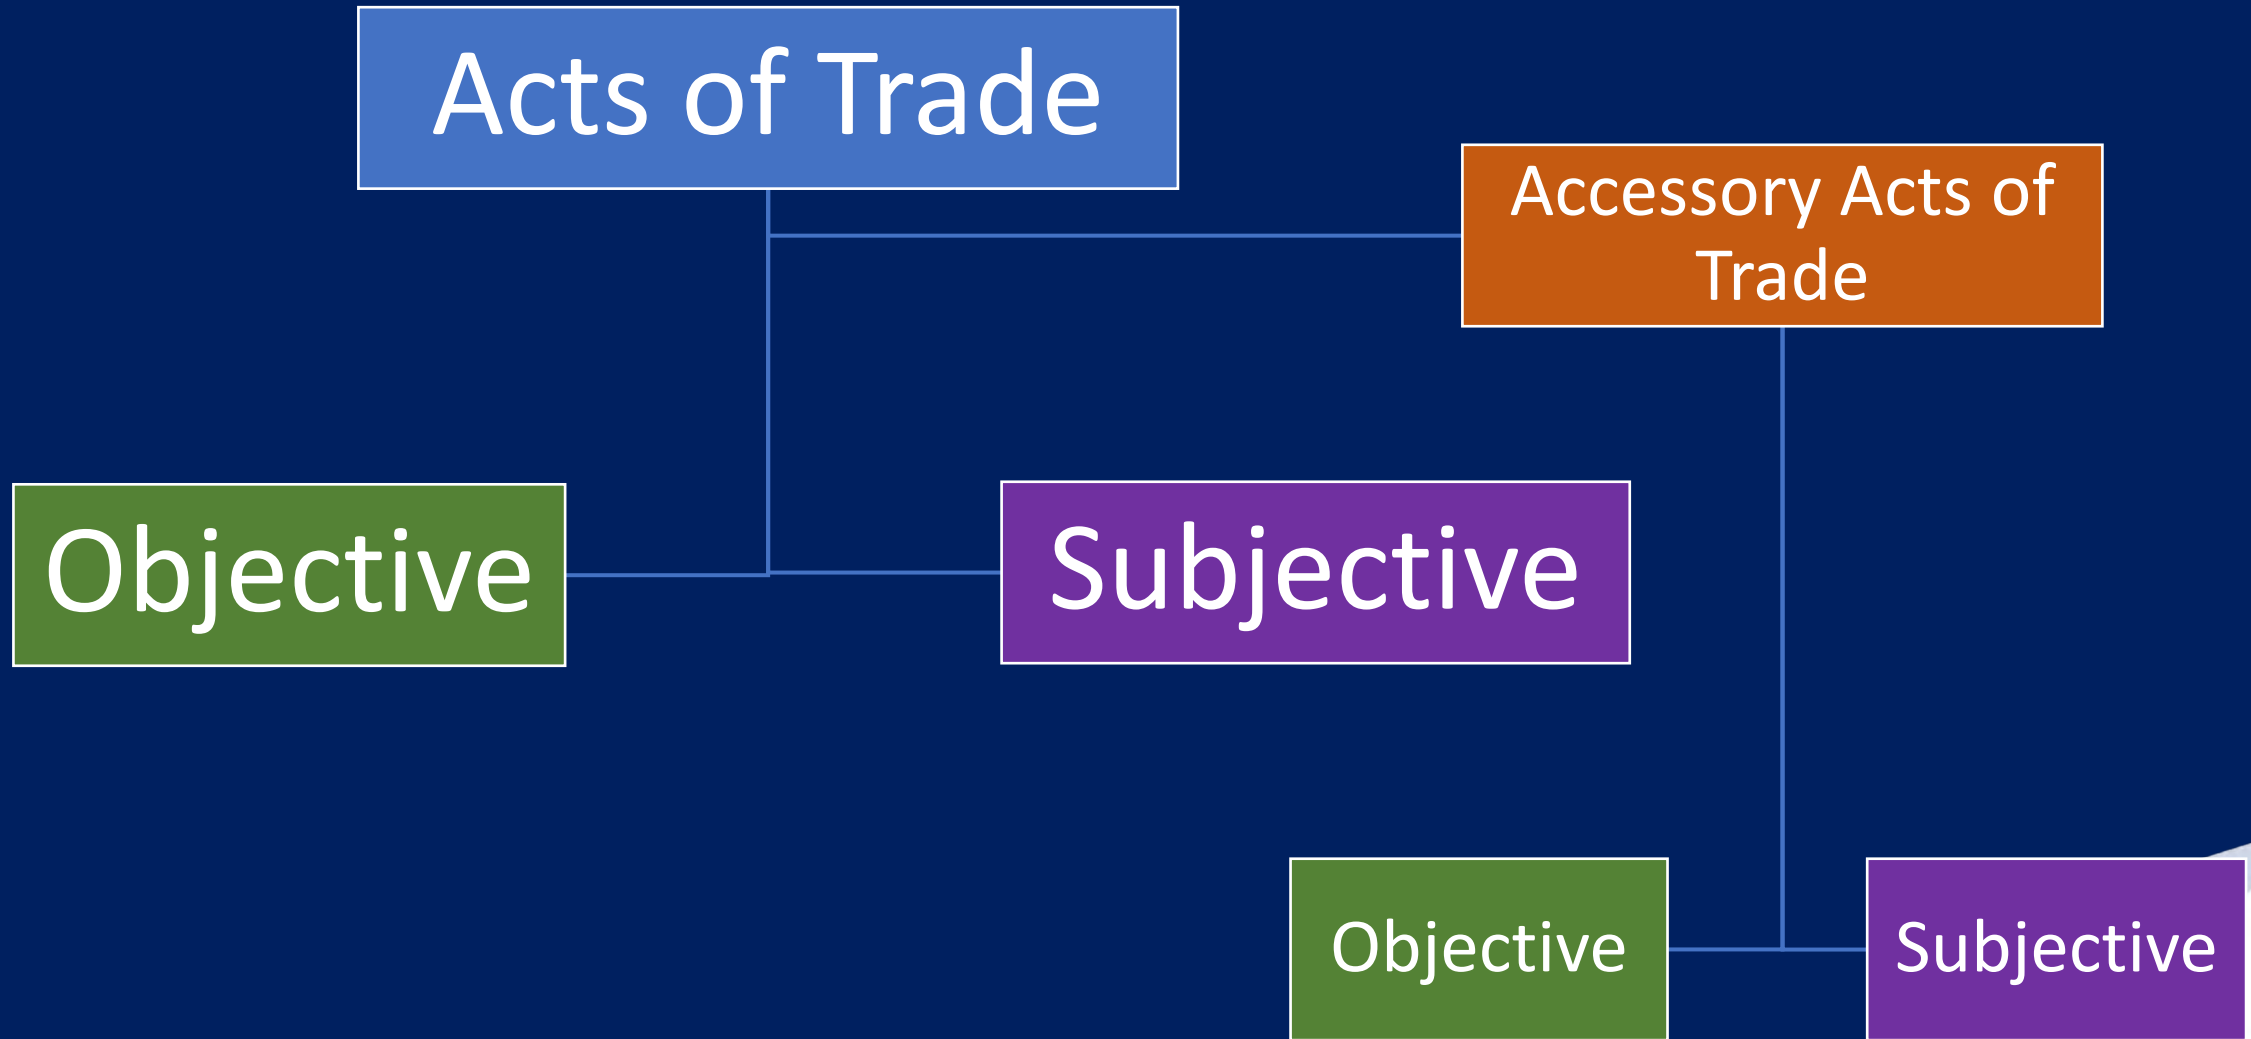 Acts of Trade
Accessory Acts of
Trade
Objective
Subjective
Objective
Subjective